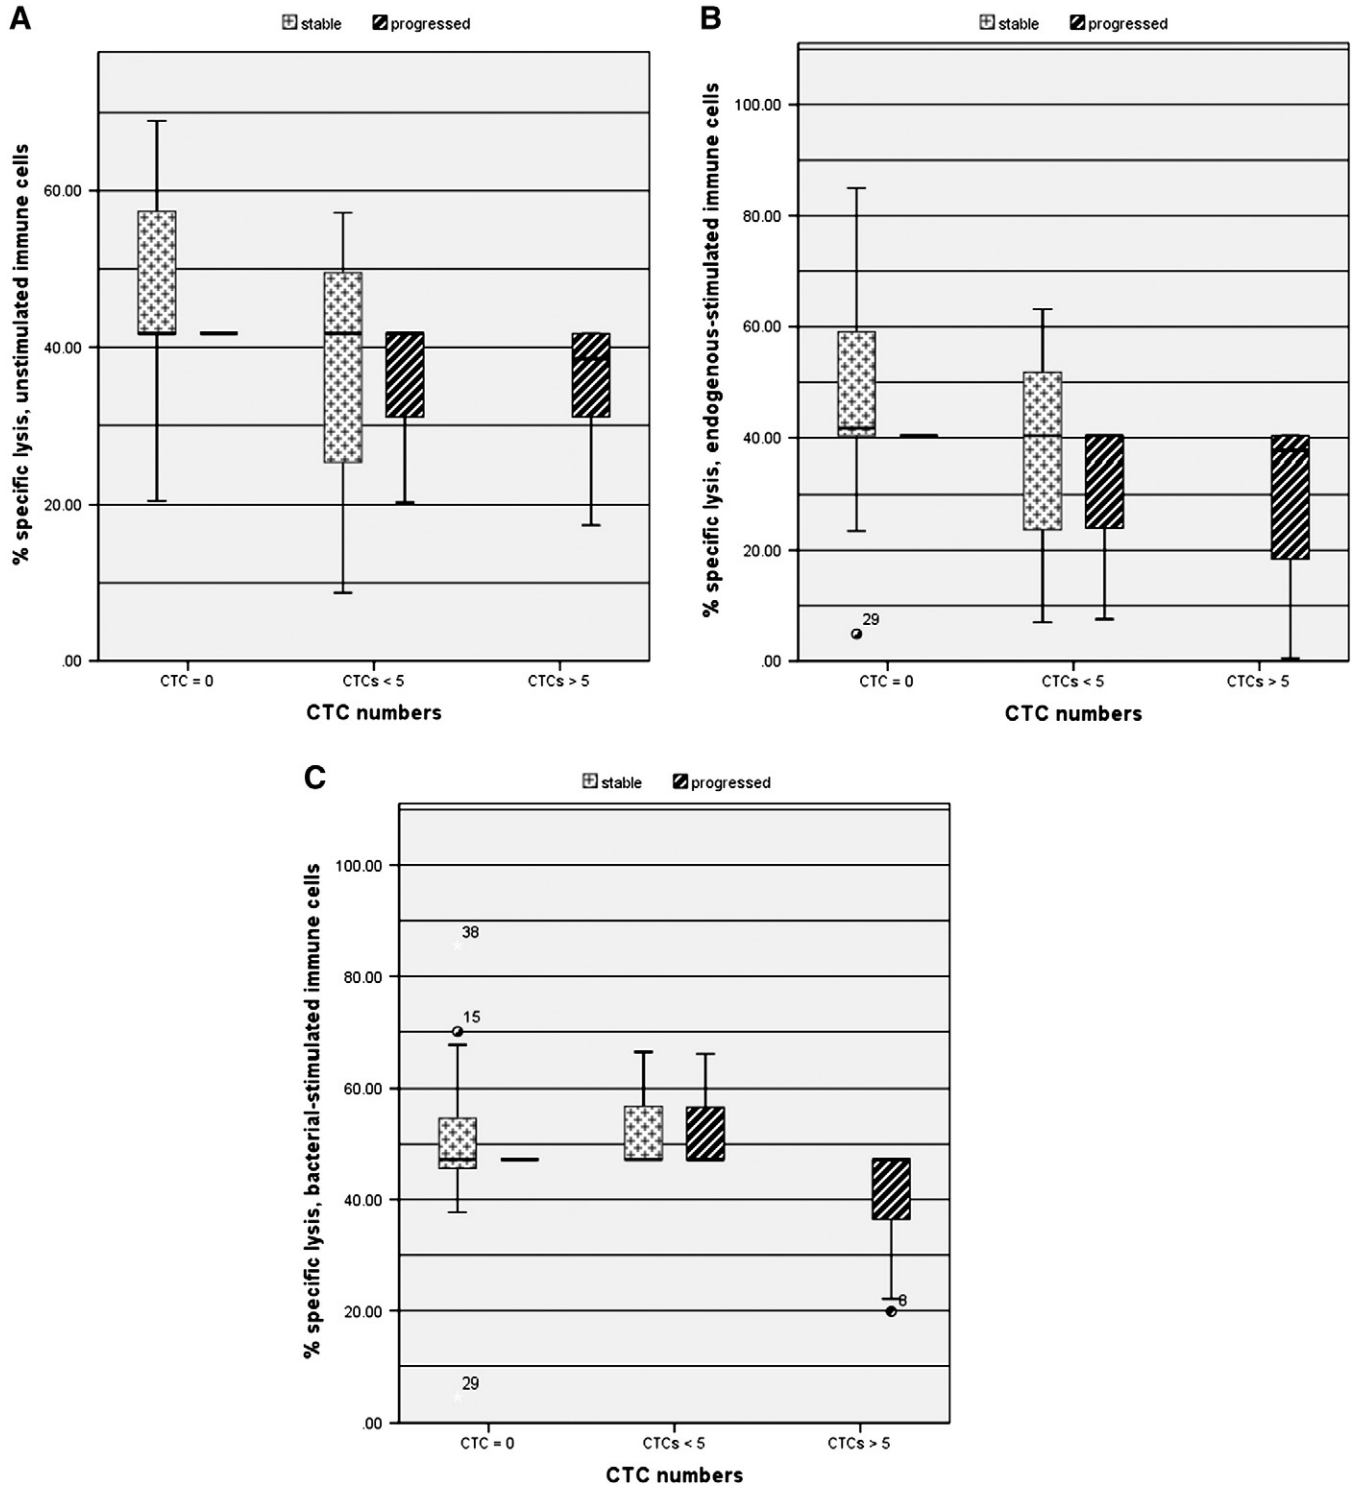 A
stable progressed
% specific lysis, unstimulated immune cells
60.00
40.00
20.00
.00
CTC = 0 CTCs < 5 CTCs > 5
CTC numbers
B
stable progressed
% specific lysis, endogenous-stimulated immune cells
100.00
80.00
60.00
40.00
20.00
.00
29
CTC = 0 CTCs < 5 CTCs > 5
CTC numbers
C
stable progressed
% specific lysis, bacterial-stimulated immune cells
100.00
80.00
60.00
40.00
20.00
.00
38
15
8
29
CTC = 0 CTCs < 5 CTCs > 5
CTC numbers